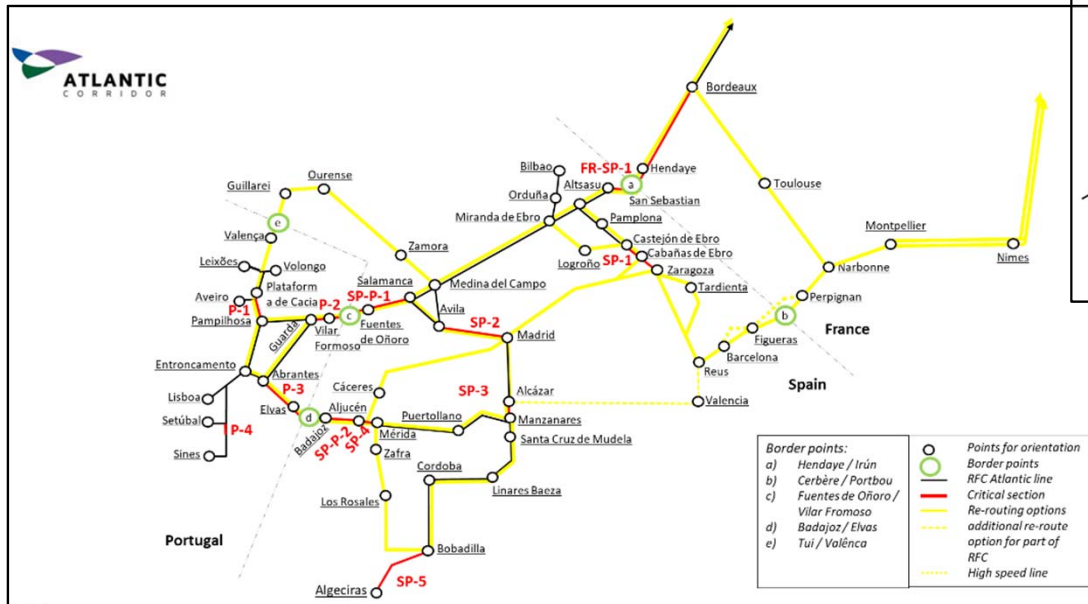 ATLANTIC
CORRIDOR
Bordeaux
FR-SP-1
Hendaye
Bilbao
Altsasu
a
Ourense
Guillarei
Orduña
San Sebastian
Toulouse
e
Miranda de Ebro
Pamplona
Montpellier
Valença
Zamora
Castejón de Ebro
Nimes
Leixões
Volongo
Logroño
SP-1
Cabañas de Ebro
Salamanca
Medina del Campo
Zaragoza
Narbonne
Plataform
a de Cacia
SP-P-1
Tardienta
Aveiro
P-1
P-2
Avila
Perpignan
Pampilhosa
c
Fuentes
de Oñoro
SP-2
b
France
Guarda
Vilar
Formoso
Madrid
Figueras
Barcelona
Entroncamento
Reus
Abrantes
Cáceres
SP-3
Alcázar
Spain
Lisboa
P-3
Valencia
Elvas
Aljucén
Puertollano
Manzanares
Setúbal
P-4
d
Badajoz
SP-P-2
SP-4
Mérida
Santa Cruz de Mudela
Sines
Zafra
Cordoba
Linares Baeza
Los Rosales
Portugal
Bobadilla
SP-5
Algeciras
Border points:
a) Hendaye / Irún
b) Cerbère / Portbou
c) Fuentes de Oñoro /
Vilar Fromoso
d) Badajoz / Elvas
e) Tui / Valênca
Points for orientation
Border points
RFC Atlantic line
Critical section
Re-routing options
additional re-route
option for part of
RFC
High speed line